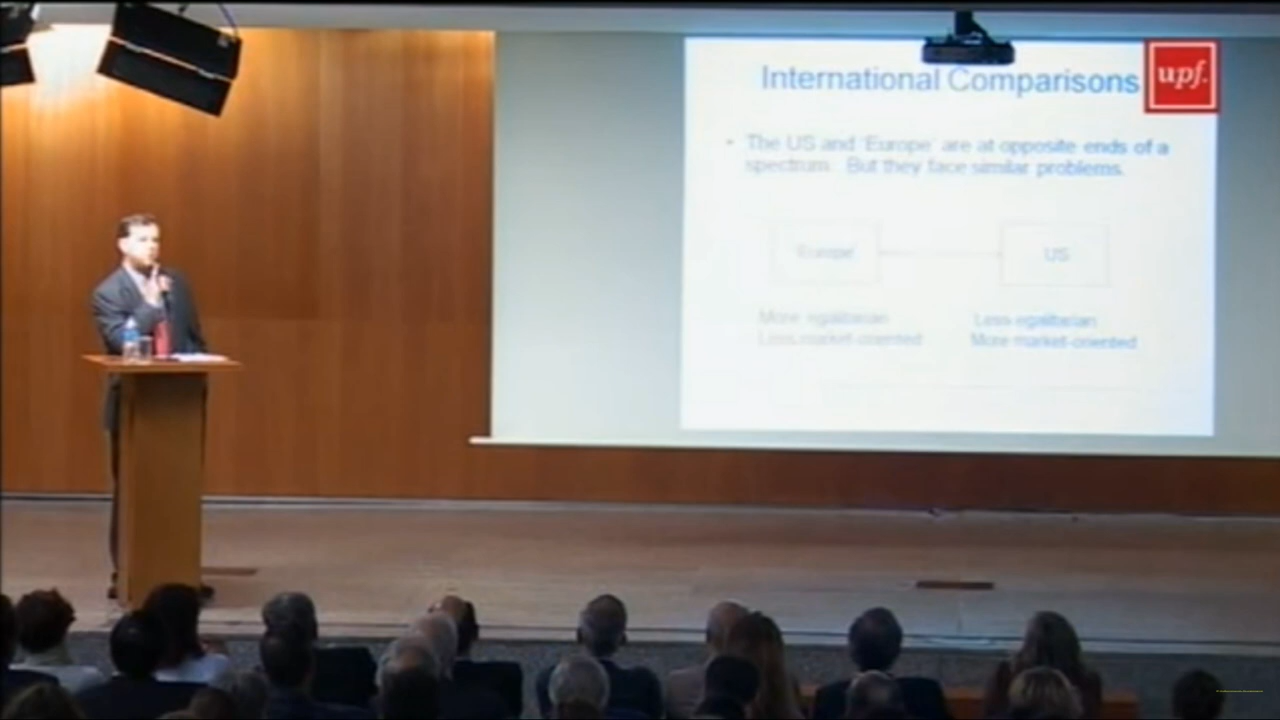 International Comparisons
upf.
• The US and 'Europe' are at opposite ends of a
spectrum. But they face similar problems.
'Europe'
US
More egalitarian
Less egalitarian
Less market-oriented
More market-oriented